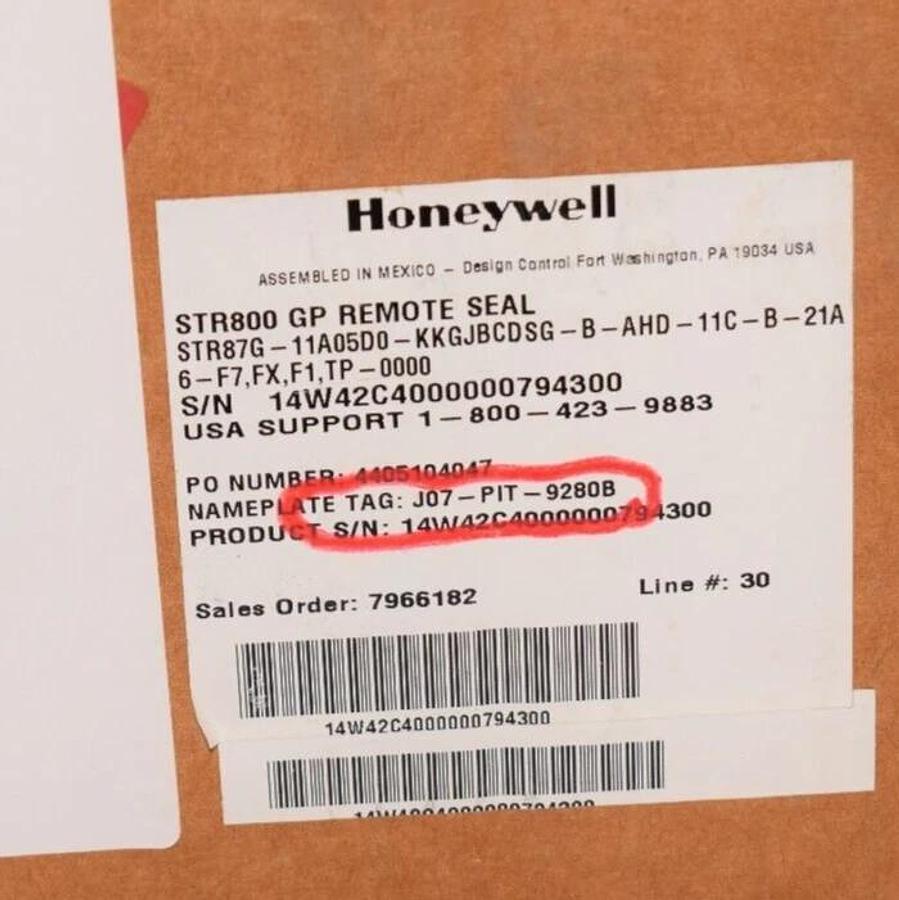 Honeywell
ASSEMBLED IN MEXICO – Design Control Fort Washington, PA 19034 USA
STR800 GP REMOTE SEAL
STR87G–11A05D0–KKGJBCDSG–B–AHD–11C–B–21A
6–F7,FX,F1,TP–0000
S/N 14W42C4000000794300
USA SUPPORT 1–800–423–9883
PO NUMBER: 4405104047
NAMEPLATE TAG: J07–PIT–9280B
PRODUCT S/N: 14W42C4000000794300
Sales Order: 7966182 Line #: 30
14W42C4000000794300